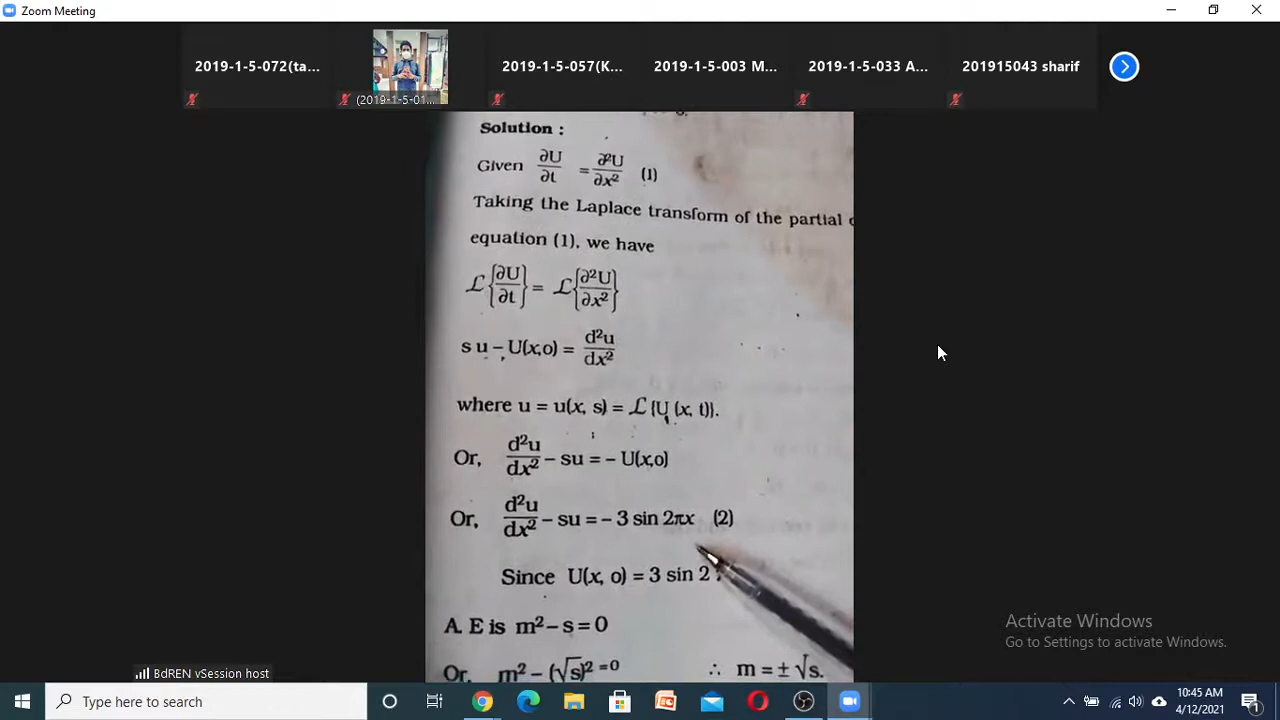 Zoom Meeting
2019-1-5-072(ta...
(2019-1-5-01...
2019-1-5-057(K...
2019-1-5-003 M...
2019-1-5-033 A...
201915043 sharif
Solution :
Given ∂U/∂t = ∂²U/∂x² (1)
Taking the Laplace transform of the partial
equation (1), we have
ℒ{∂U/∂t} = ℒ{∂²U/∂x²}
s u – U(x,o) = d²u/dx²
where u = u(x, s) = ℒ {U (x, t)}.
Or, d²u/dx² – su = – U(x,o)
Or, d²u/dx² – su = – 3 sin 2πx (2)
Since U(x, o) = 3 sin 2
A. E is m² – s = 0
Or, m² – (√s)² = 0 ∴ m = ± √s.
Activate Windows
Go to Settings to activate Windows.
BdREN vSession host
Type here to search
10:45 AM
4/12/2021
1